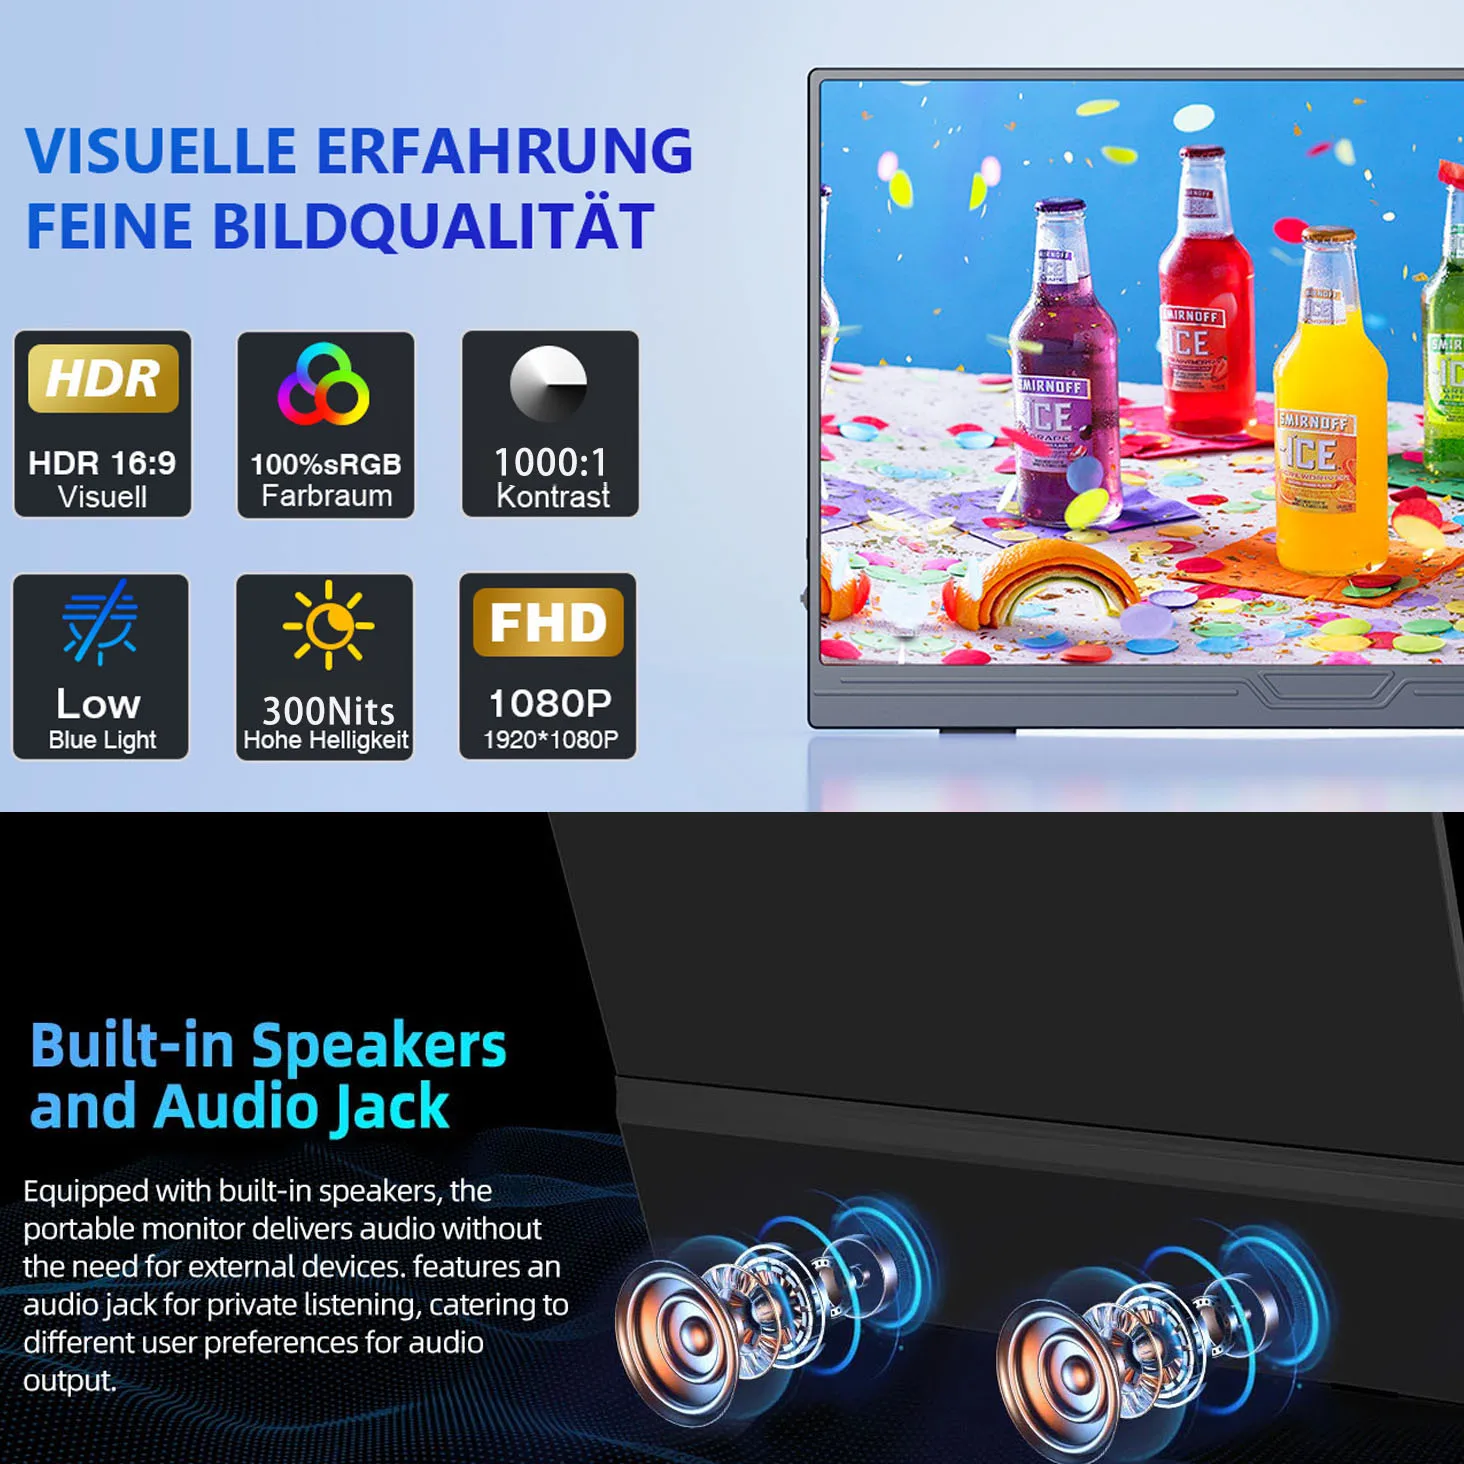 VISUELLE ERFAHRUNG
FEINE BILDQUALITÄT
HDR
HDR 16:9
Visuell
100%sRGB
Farbraum
1000:1
Kontrast
Low
Blue Light
300Nits
Hohe Helligkeit
FHD
1080P
1920*1080P
SMIRNOFF
ICE
GRAPE
SMIRNOFF
ICE
SMIRNOFF
ICE
SMIR
Built-in Speakers
and Audio Jack
Equipped with built-in speakers, the
portable monitor delivers audio without
the need for external devices. features an
audio jack for private listening, catering to
different user preferences for audio
output.